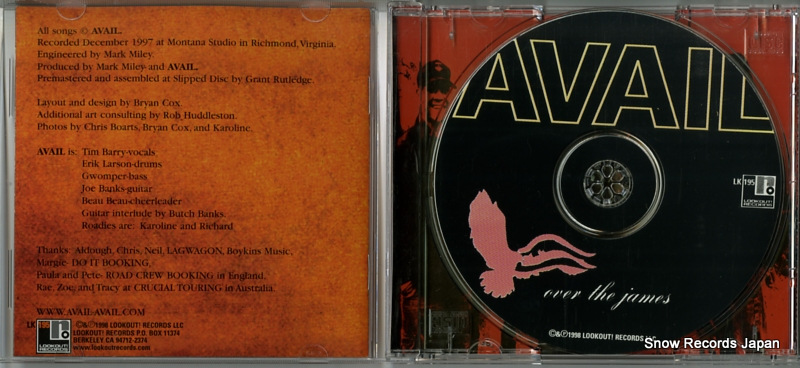 All songs © AVAIL.
Recorded December 1997 at Montana Studio in Richmond, Virginia.
Engineered by Mark Miley.
Produced by Mark Miley and AVAIL.
Premastered and assembled at Slipped Disc by Grant Rutledge.
Layout and design by Bryan Cox.
Additional art consulting by Rob Huddleston.
Photos by Chris Boarts, Bryan Cox, and Karoline.
AVAIL is: Tim Barry-vocals
Erik Larson-drums
Gwomper-bass
Joe Banks-guitar
Beau Beau-cheerleader
Guitar interlude by Butch Banks.
Roadies are: Karoline and Richard
Thanks: Aldough, Chris, Neil, LAGWAGON, Boykins Music,
Margie- DO IT BOOKING,
Paula and Pete- ROAD CREW BOOKING in England,
Rae, Zoe, and Tracy at CRUCIAL TOURING in Australia.
WWW.AVAIL-AVAIL.COM
LK 195
LOOKOUT! RECORDS
©&℗1998 LOOKOUT! RECORDS LLC
LOOKOUT! RECORDS P.O. BOX 11374
BERKELEY CA 94712-2374
www.lookoutrecords.com
AVAIL
LK 195
LOOKOUT! RECORDS
over the james
©&℗1998 LOOKOUT! RECORDS LLC
Snow Records Japan